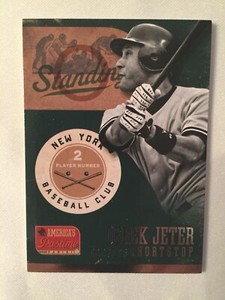 Standin
NEW YORK
2
PLAYER NUMBER
BASEBALL CLUB
AMERICA'S
Pastime
JETER
SHORTSTOP